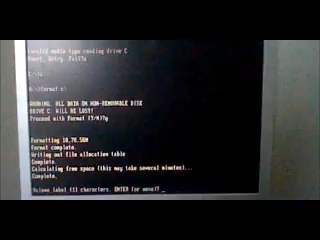 Invalid media type reading drive C
Abort, Retry, Fail?a
A:\>format c:
WARNING, ALL DATA ON NON-REMOVABLE DISK
DRIVE C: WILL BE LOST!
Proceed with Format (Y/N)?y
Formatting
Format complete.
Writing out file allocation table
Complete.
Calculating free space (this may take several minutes)...
Complete.
Volume label (11 characters, ENTER for none)? _